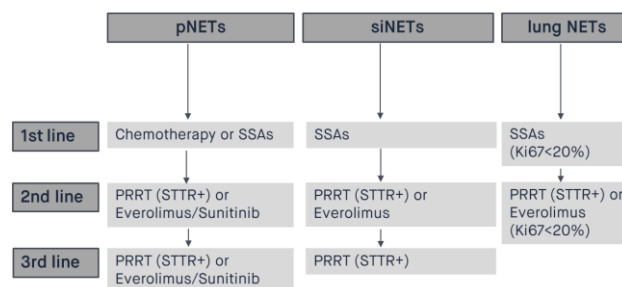 pNETs
siNETs
lung NETs
1st line
Chemotherapy or SSAs
SSAs
SSAs
(Ki67<20%)
2nd line
PRRT (STTR+) or
Everolimus/Sunitinib
PRRT (STTR+) or
Everolimus
PRRT (STTR+) or
Everolimus
(Ki67<20%)
3rd line
PRRT (STTR+) or
Everolimus/Sunitinib
PRRT (STTR+)